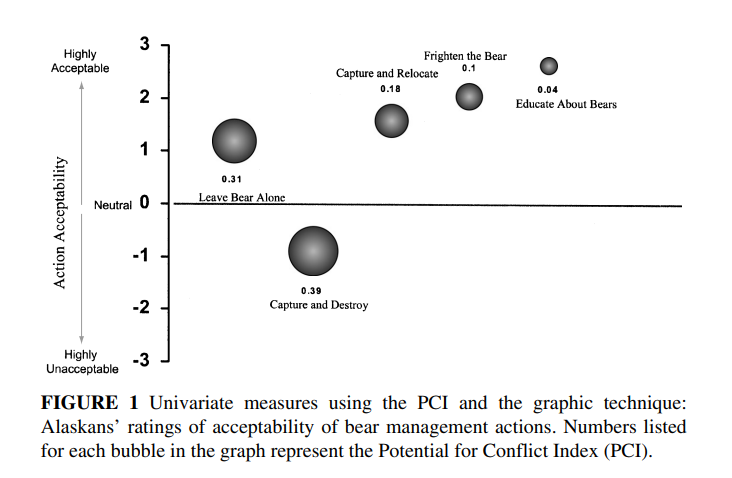 Highly
Acceptable
Action Acceptability
Highly
Unacceptable
3
2
1
Neutral 0
-1
-2
-3
0.31
Leave Bear Alone
0.39
Capture and Destroy
Capture and Relocate
0.18
Frighten the Bear
0.1
0.04
Educate About Bears
FIGURE 1 Univariate measures using the PCI and the graphic technique:
Alaskans’ ratings of acceptability of bear management actions. Numbers listed
for each bubble in the graph represent the Potential for Conflict Index (PCI).